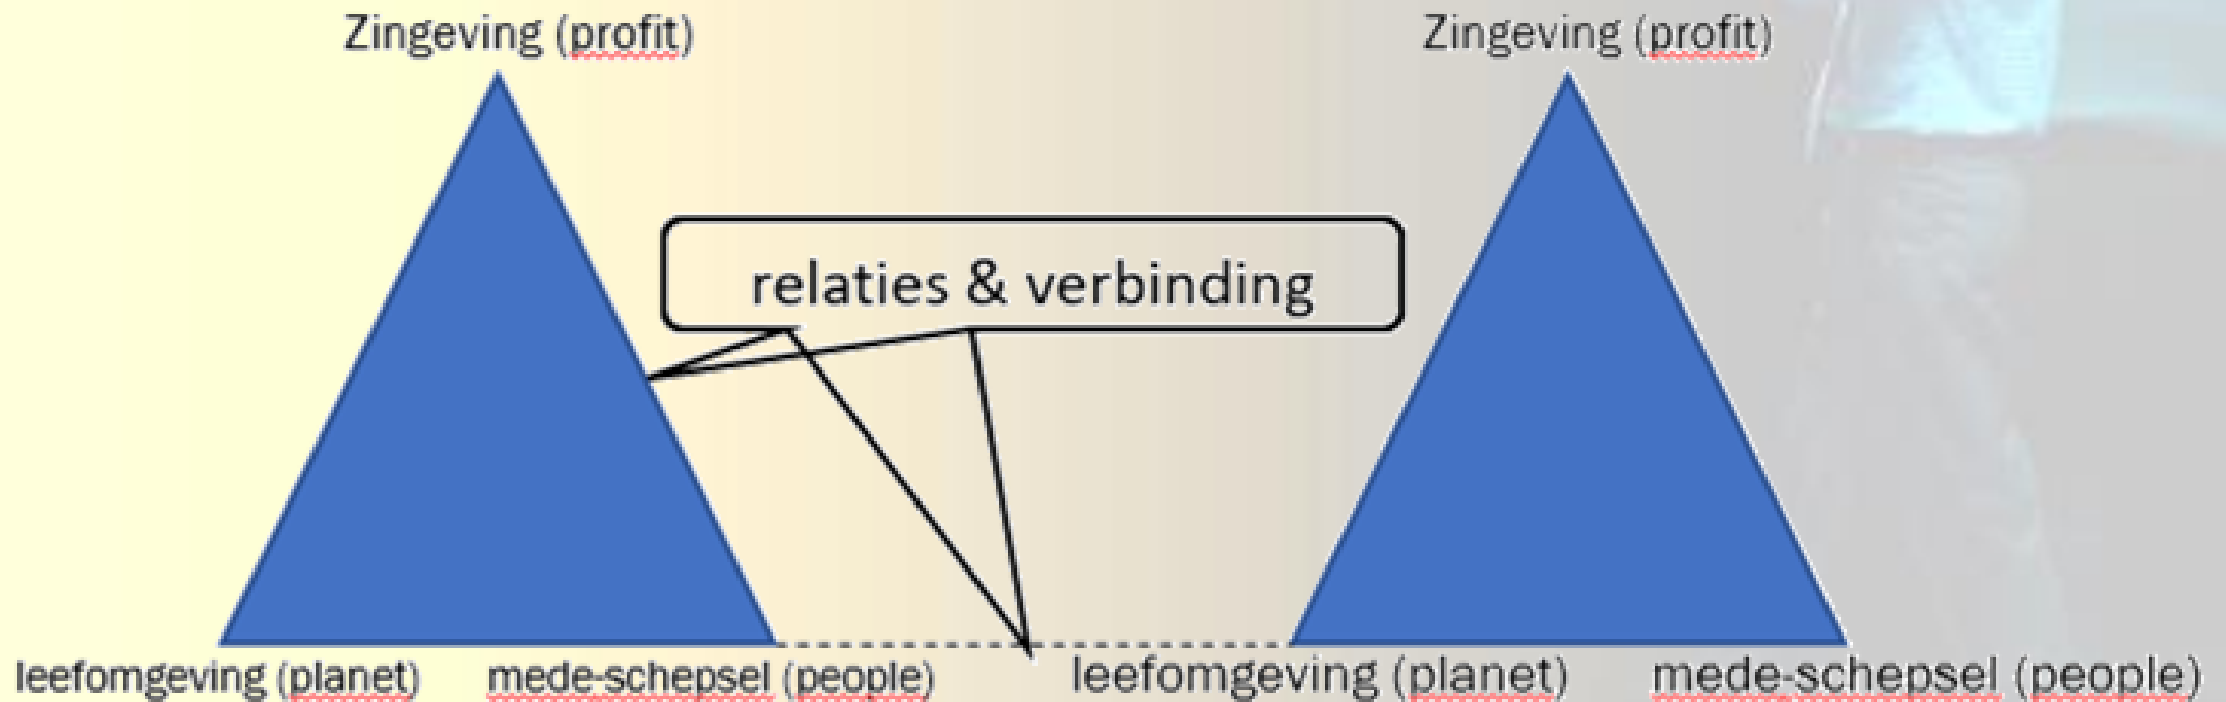 Zingeving (profit)
Zingeving (profit)
relaties & verbinding
leefomgeving (planet)
mede-schepsel (people)
leefomgeving (planet)
mede-schepsel (people)